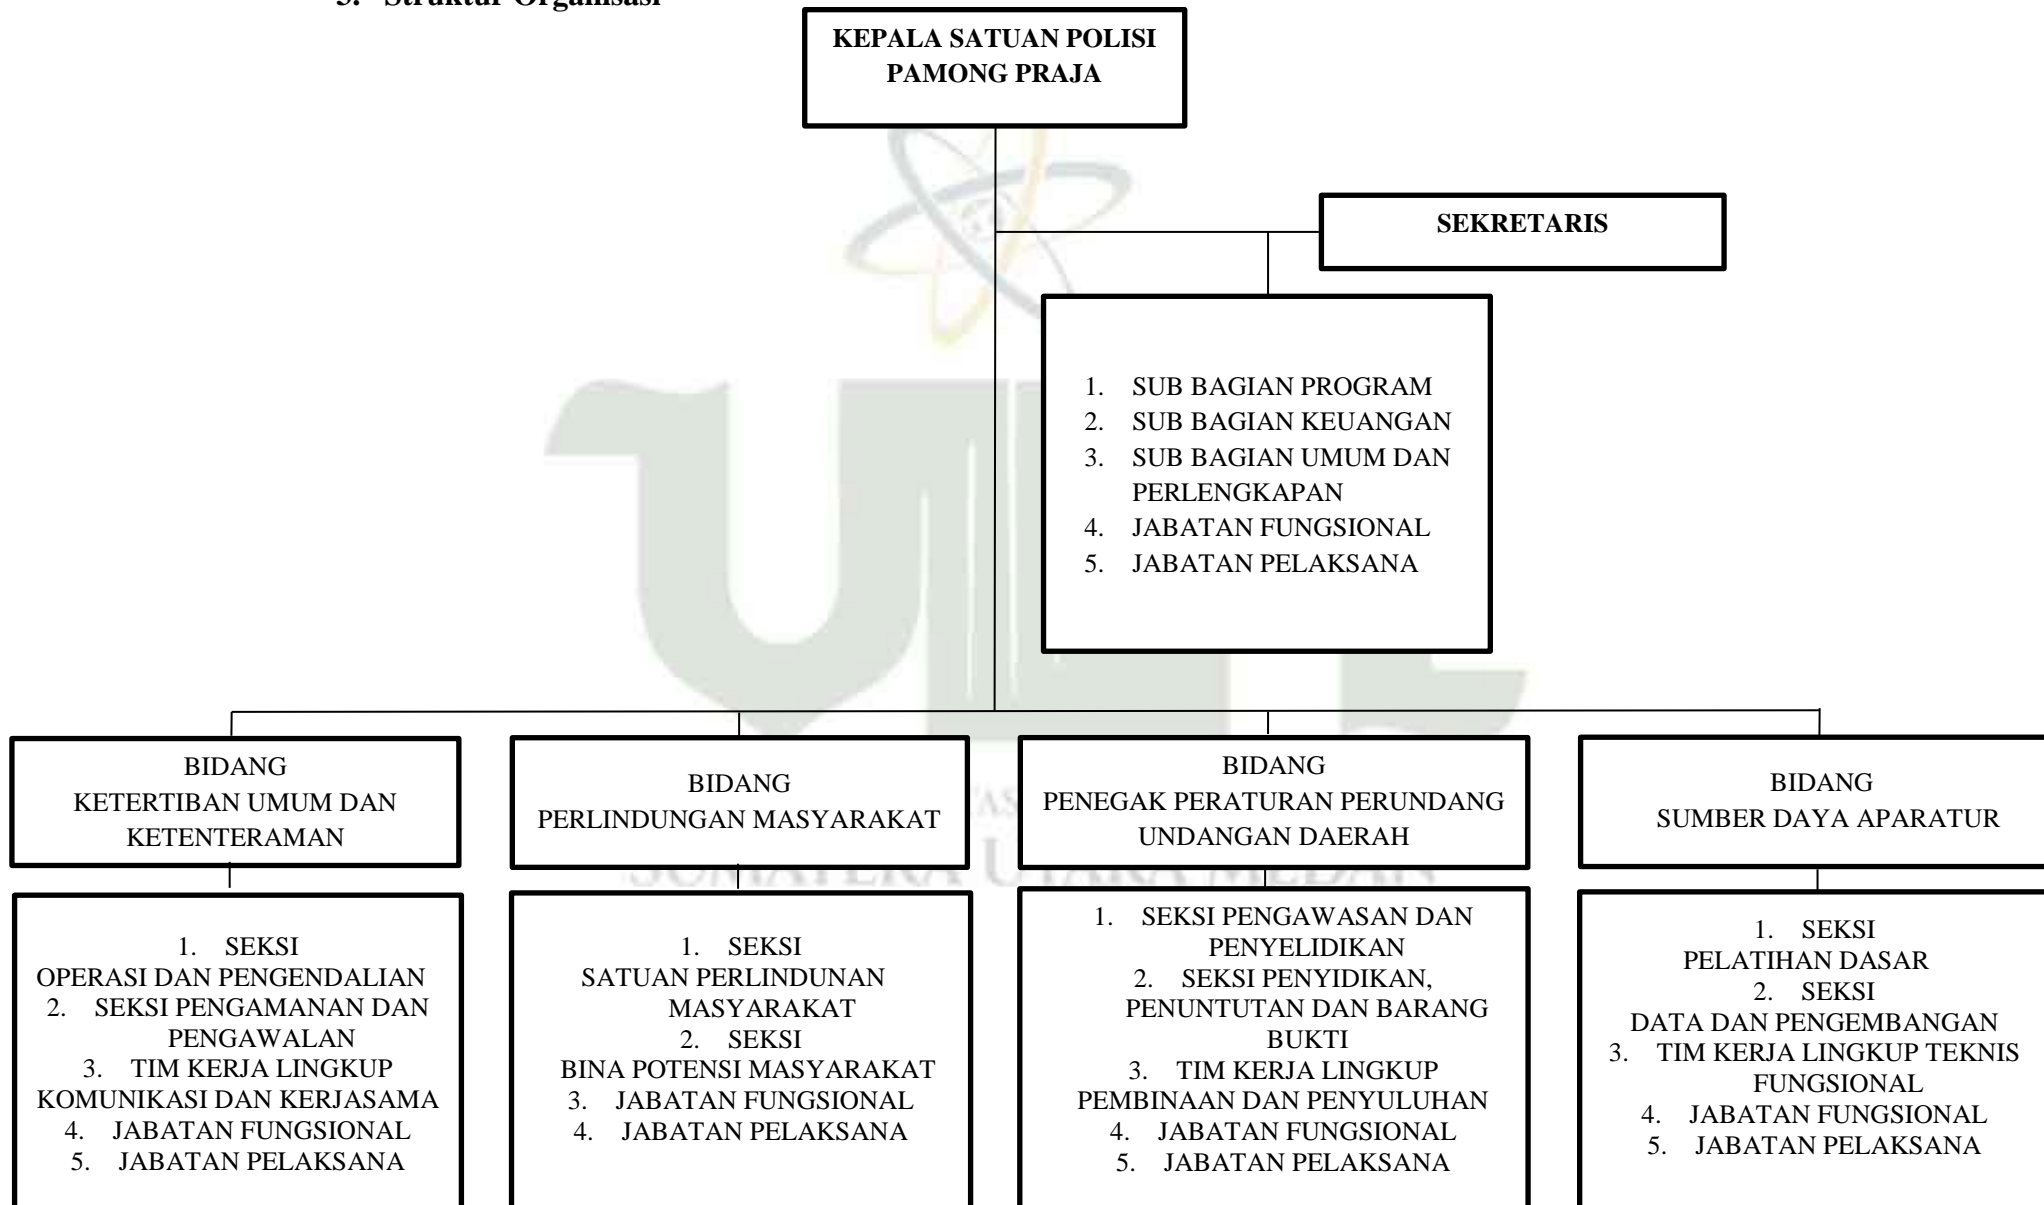 Struktur Organisasi
KEPALA SATUAN POLISI
PAMONG PRAJA
SEKRETARIS
1. SUB BAGIAN PROGRAM
2. SUB BAGIAN KEUANGAN
3. SUB BAGIAN UMUM DAN
PERLENGKAPAN
4. JABATAN FUNGSIONAL
5. JABATAN PELAKSANA
BIDANG
KETERTIBAN UMUM DAN
KETENTERAMAN
BIDANG
PERLINDUNGAN MASYARAKAT
BIDANG
PENEGAK PERATURAN PERUNDANG
UNDANGAN DAERAH
BIDANG
SUMBER DAYA APARATUR
SUMATERA UTARA MEDAN
1. SEKSI
OPERASI DAN PENGENDALIAN
2. SEKSI PENGAMANAN DAN
PENGAWALAN
3. TIM KERJA LINGKUP
KOMUNIKASI DAN KERJASAMA
4. JABATAN FUNGSIONAL
5. JABATAN PELAKSANA
1. SEKSI
SATUAN PERLINDUNAN
MASYARAKAT
2. SEKSI
BINA POTENSI MASYARAKAT
3. JABATAN FUNGSIONAL
4. JABATAN PELAKSANA
1. SEKSI PENGAWASAN DAN
PENYELIDIKAN
2. SEKSI PENYIDIKAN,
PENUNTUTAN DAN BARANG
BUKTI
3. TIM KERJA LINGKUP
PEMBINAAN DAN PENYULUHAN
4. JABATAN FUNGSIONAL
5. JABATAN PELAKSANA
1. SEKSI
PELATIHAN DASAR
2. SEKSI
DATA DAN PENGEMBANGAN
3. TIM KERJA LINGKUP TEKNIS
FUNGSIONAL
4. JABATAN FUNGSIONAL
5. JABATAN PELAKSANA